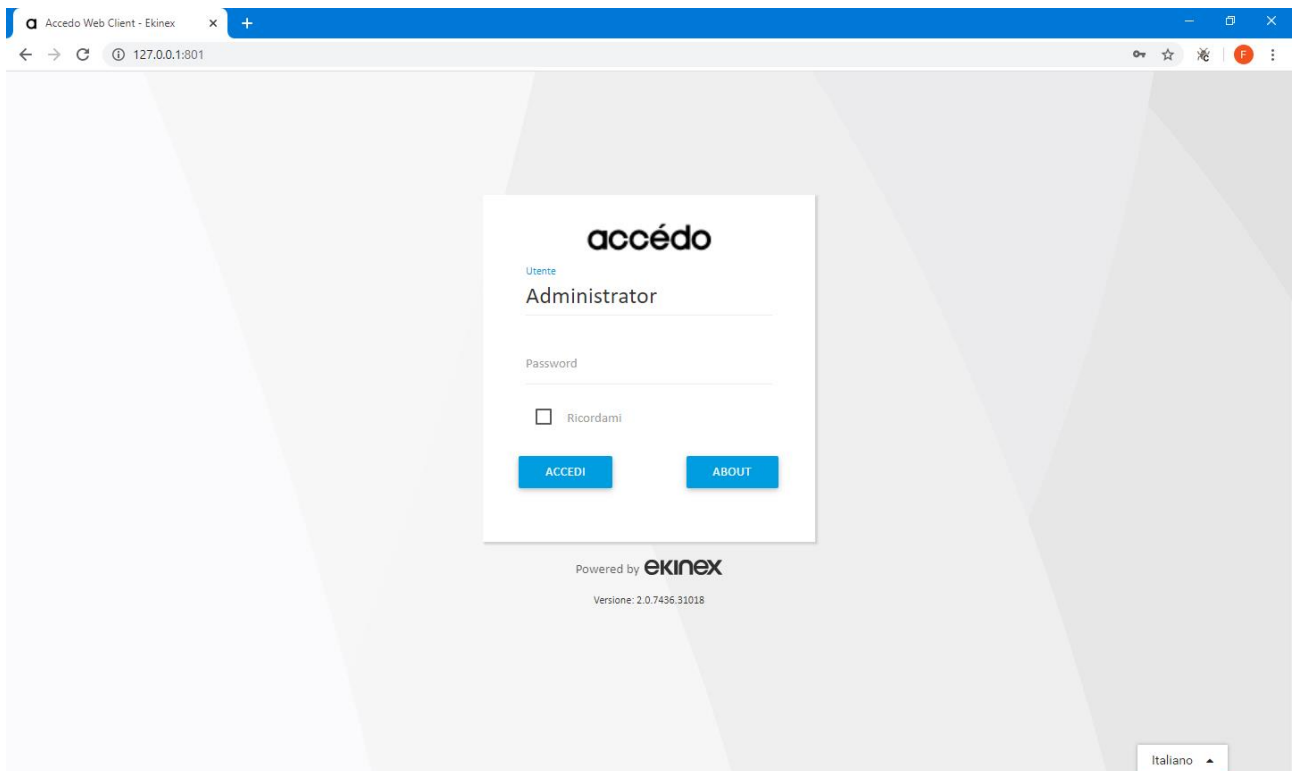 Accedo Web Client - Ekinex
127.0.0.1:801
F
accédo
Utente
Administrator
Password
Ricordami
ACCEDI ABOUT
Powered by ekinex
Versione: 2.0.7436.31018
Italiano